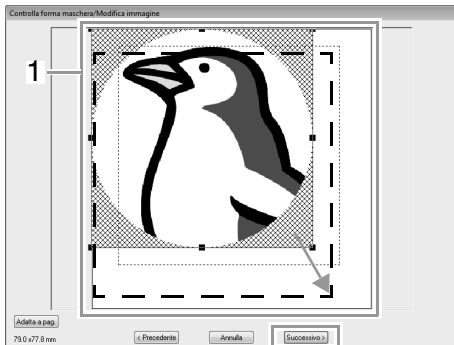 Controlla forma maschera/Modifica immagine
1
Adatta a pag.
79.0 x77.8 mm
< Precedente
Annulla
Successivo >